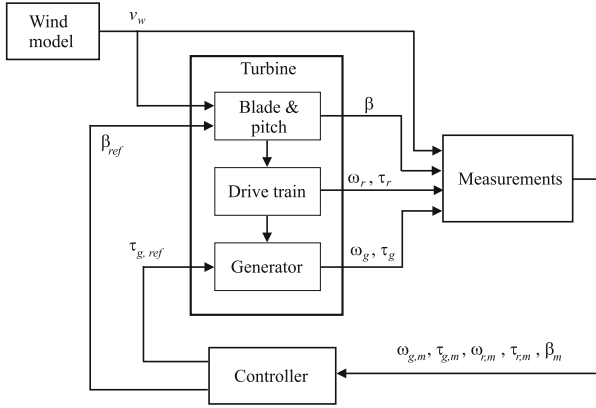 Wind
model
v_w
Turbine
Blade &
pitch
β
β_ref
Drive train
ω_r , τ_r
Measurements
τ_g, ref
Generator
ω_g, τ_g
ω_g,m, τ_g,m, ω_r,m, τ_r,m, β_m
Controller